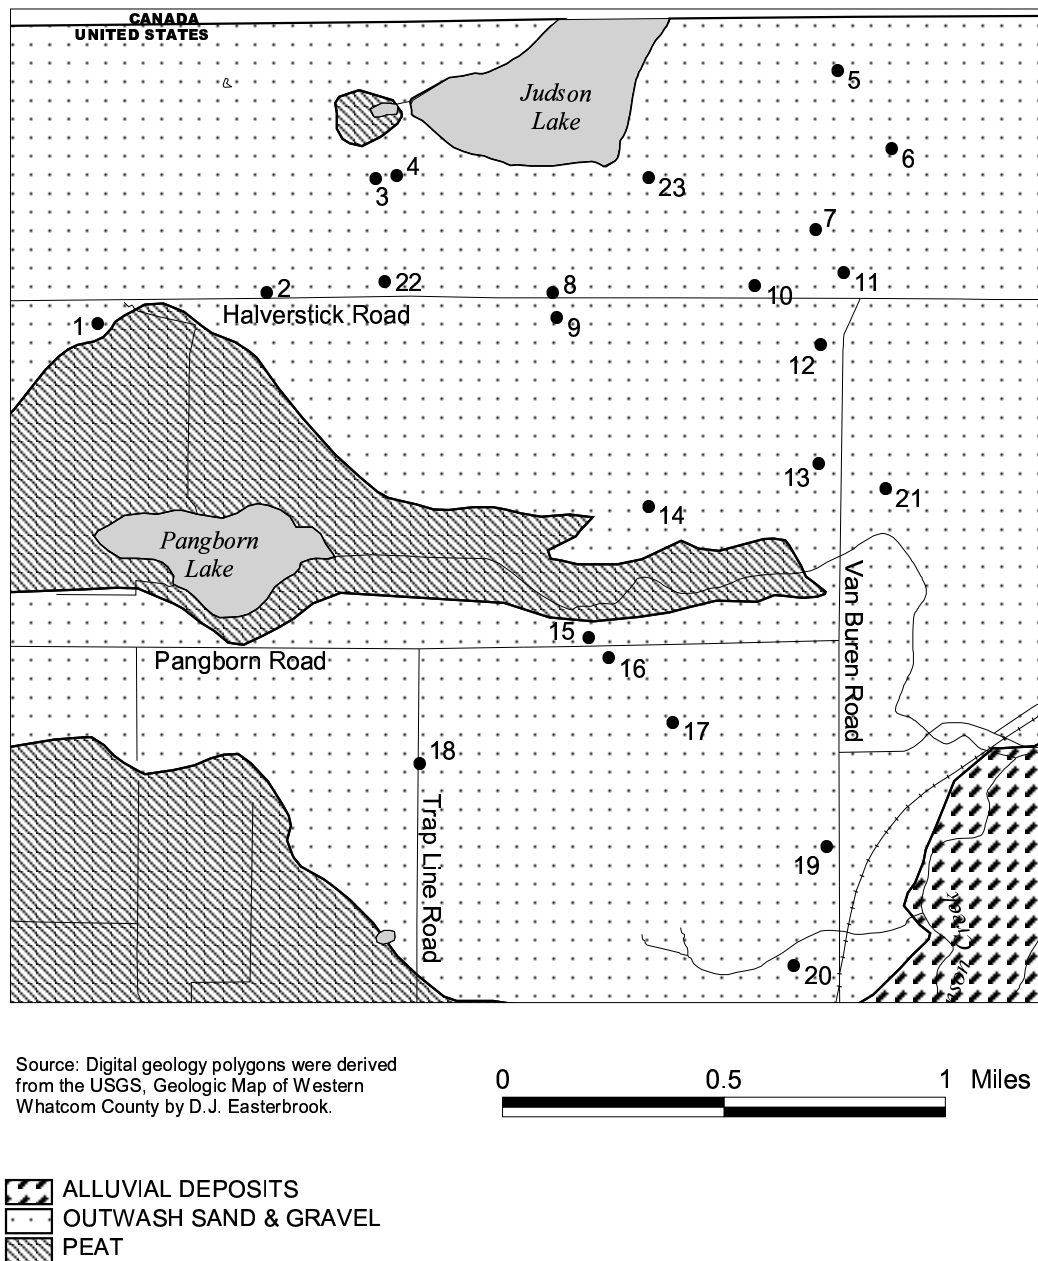 CANADA
UNITED STATES
Judson
Lake
5
6
4
3
23
7
2
22
8
10
11
Halverstick Road
1
9
12
13
21
14
Pangborn
Lake
Van Buren Road
15
Pangborn Road
16
17
18
Trap Line Road
19
20
Creek
Source: Digital geology polygons were derived
from the USGS, Geologic Map of Western
Whatcom County by D.J. Easterbrook.
0 0.5 1 Miles
ALLUVIAL DEPOSITS
OUTWASH SAND & GRAVEL
PEAT